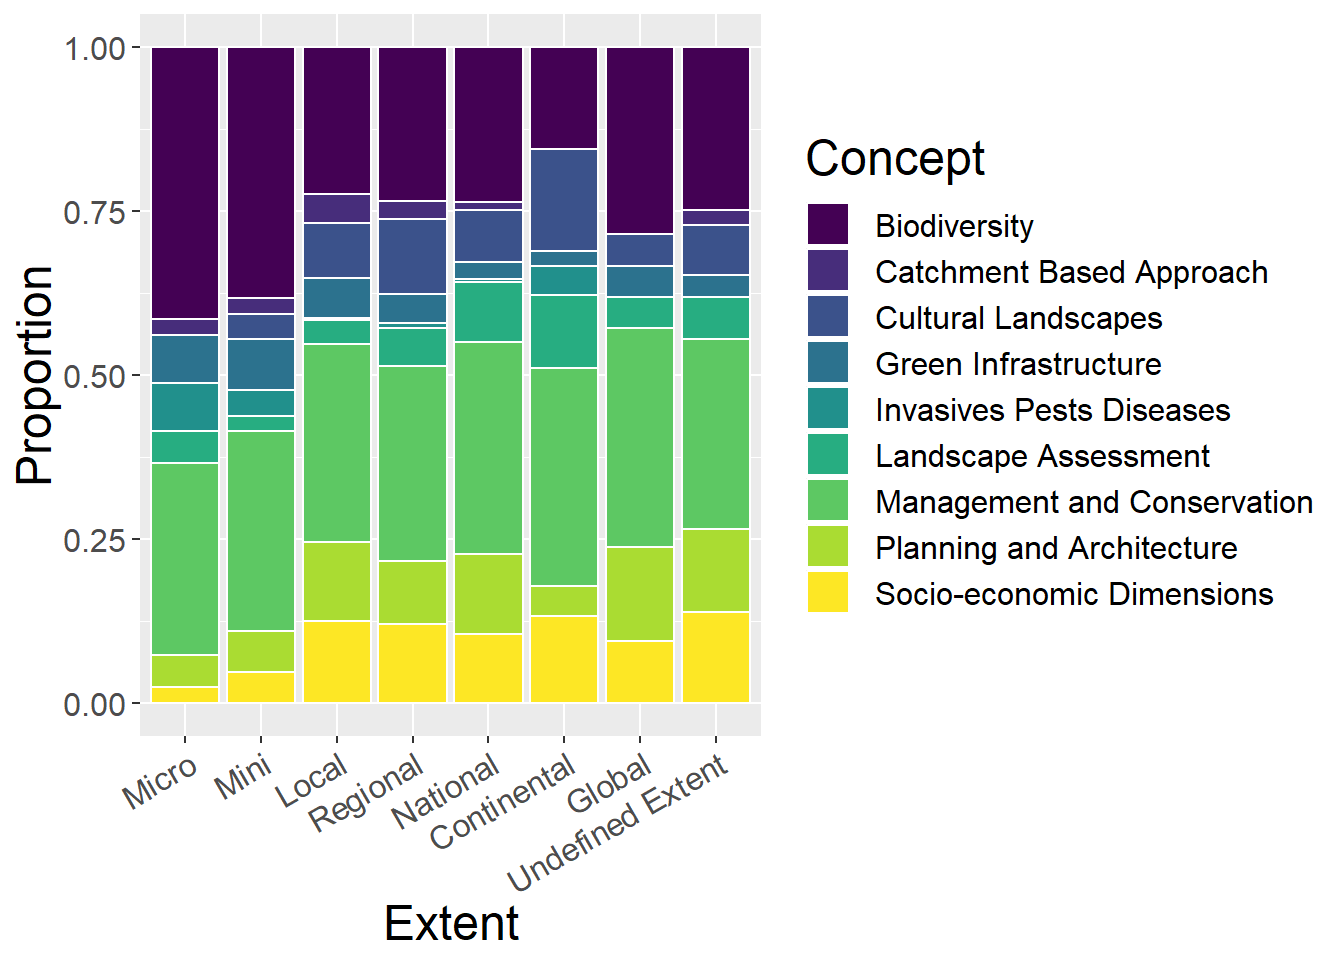 1.00
0.75
0.50
0.25
0.00
Proportion
Micro
Mini
Local
Regional
National
Continental
Global
Undefined Extent
Extent
Concept
Biodiversity
Catchment Based Approach
Cultural Landscapes
Green Infrastructure
Invasives Pests Diseases
Landscape Assessment
Management and Conservation
Planning and Architecture
Socio-economic Dimensions